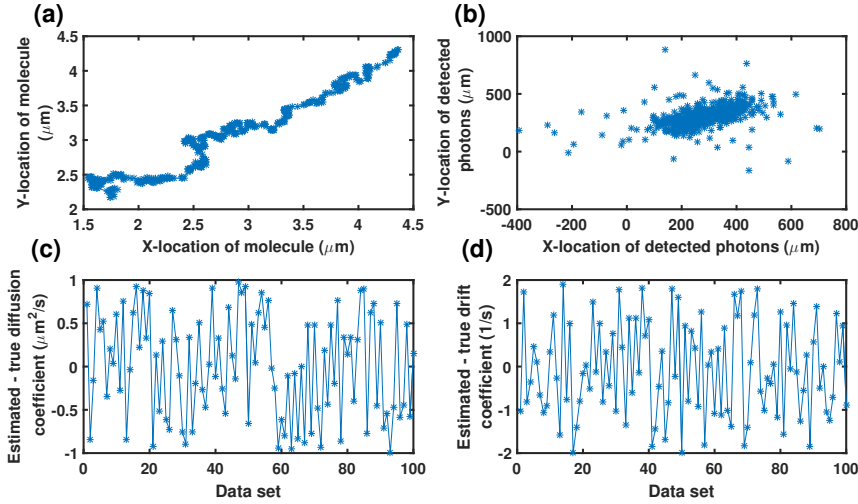 (a)
4.5
4
3.5
3
2.5
2
1.5
2
2.5
3
3.5
4
4.5
Y-location of molecule
(μm)
X-location of molecule (μm)
(b)
1000
500
0
-500
-400
-200
0
200
400
600
800
Y-location of detected
photons (μm)
X-location of detected photons (μm)
(c)
1
0.5
0
-0.5
-1
0
20
40
60
80
100
Estimated - true diffusion
coefficient (μm²/s)
Data set
(d)
2
1
0
-1
-2
0
20
40
60
80
100
Estimated - true drift
coefficient (1/s)
Data set